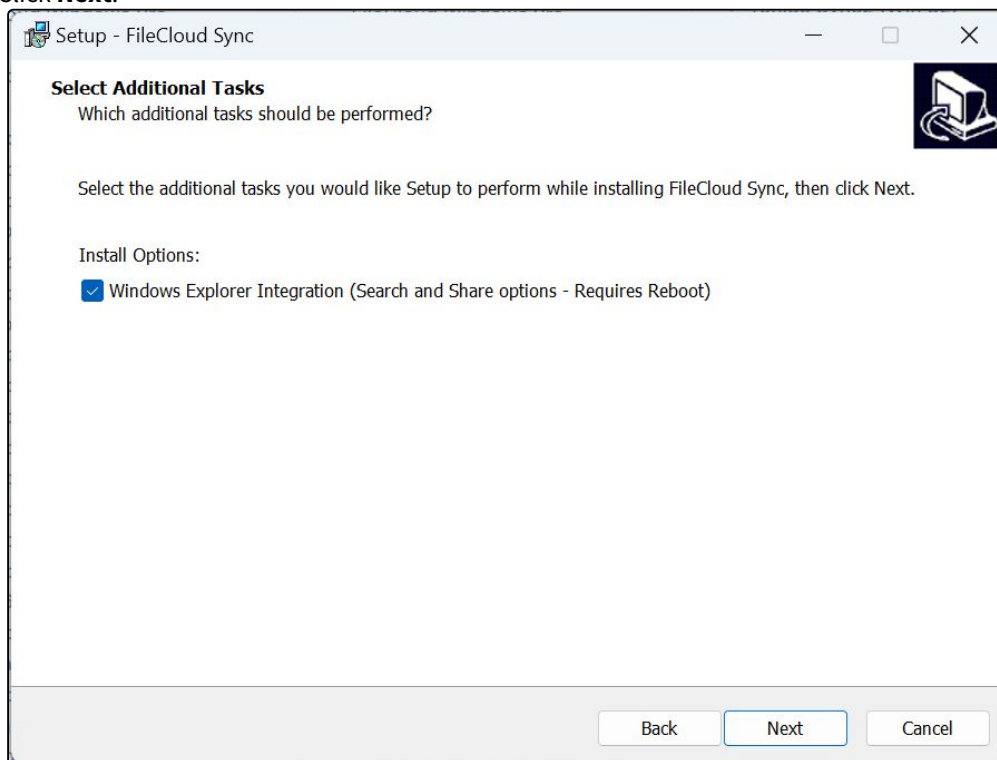 Click Next.
Setup - FileCloud Sync
Select Additional Tasks
Which additional tasks should be performed?
Select the additional tasks you would like Setup to perform while installing FileCloud Sync, then click Next.
Install Options:
Windows Explorer Integration (Search and Share options - Requires Reboot)
Back
Next
Cancel